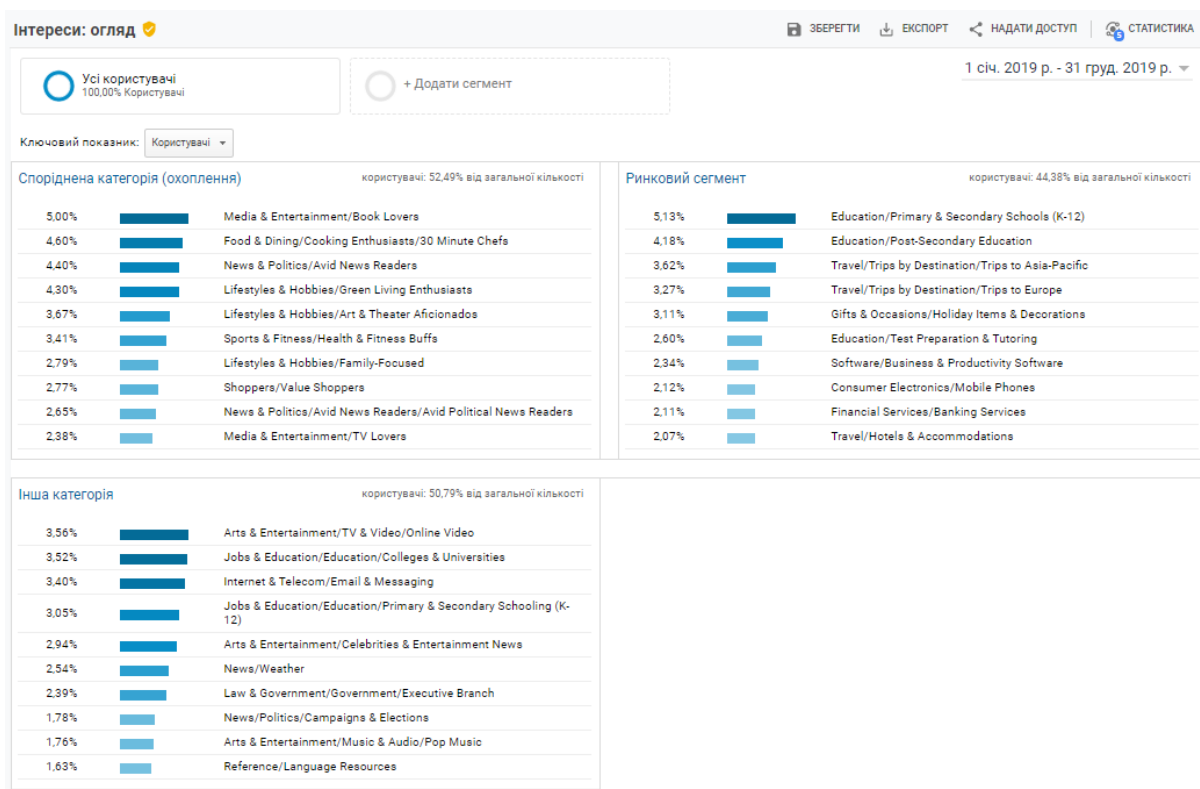 Інтереси: огляд
ЗБЕРЕГТИ ЕКСПОРТ НАДАТИ ДОСТУП СТАТИСТИКА
5
Усі користувачі
100,00% Користувачі
+ Додати сегмент
1 січ. 2019 р. - 31 груд. 2019 р.
Ключовий показник: Користувачі
Споріднена категорія (охоплення) користувачі: 52,49% від загальної кількості
5,00% Media & Entertainment/Book Lovers
4,60% Food & Dining/Cooking Enthusiasts/30 Minute Chefs
4,40% News & Politics/Avid News Readers
4,30% Lifestyles & Hobbies/Green Living Enthusiasts
3,67% Lifestyles & Hobbies/Art & Theater Aficionados
3,41% Sports & Fitness/Health & Fitness Buffs
2,79% Lifestyles & Hobbies/Family-Focused
2,77% Shoppers/Value Shoppers
2,65% News & Politics/Avid News Readers/Avid Political News Readers
2,38% Media & Entertainment/TV Lovers
Ринковий сегмент користувачі: 44,38% від загальної кількості
5,13% Education/Primary & Secondary Schools (K-12)
4,18% Education/Post-Secondary Education
3,62% Travel/Trips by Destination/Trips to Asia-Pacific
3,27% Travel/Trips by Destination/Trips to Europe
3,11% Gifts & Occasions/Holiday Items & Decorations
2,60% Education/Test Preparation & Tutoring
2,34% Software/Business & Productivity Software
2,12% Consumer Electronics/Mobile Phones
2,11% Financial Services/Banking Services
2,07% Travel/Hotels & Accommodations
Інша категорія користувачі: 50,79% від загальної кількості
3,56% Arts & Entertainment/TV & Video/Online Video
3,52% Jobs & Education/Education/Colleges & Universities
3,40% Internet & Telecom/Email & Messaging
3,05% Jobs & Education/Education/Primary & Secondary Schooling (K-
12)
2,94% Arts & Entertainment/Celebrities & Entertainment News
2,54% News/Weather
2,39% Law & Government/Government/Executive Branch
1,78% News/Politics/Campaigns & Elections
1,76% Arts & Entertainment/Music & Audio/Pop Music
1,63% Reference/Language Resources